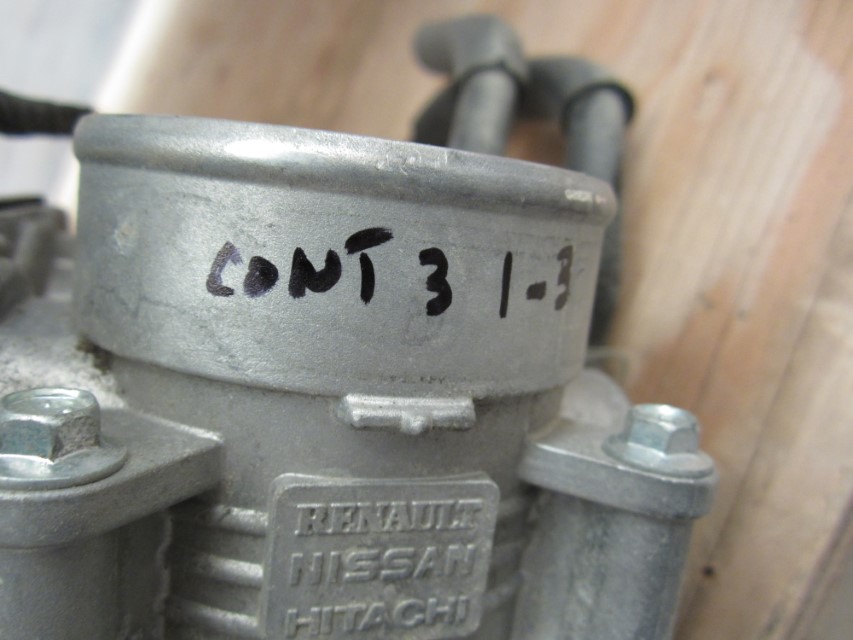 CONT 3 1-3
RENAULT
NISSAN
HITACHI